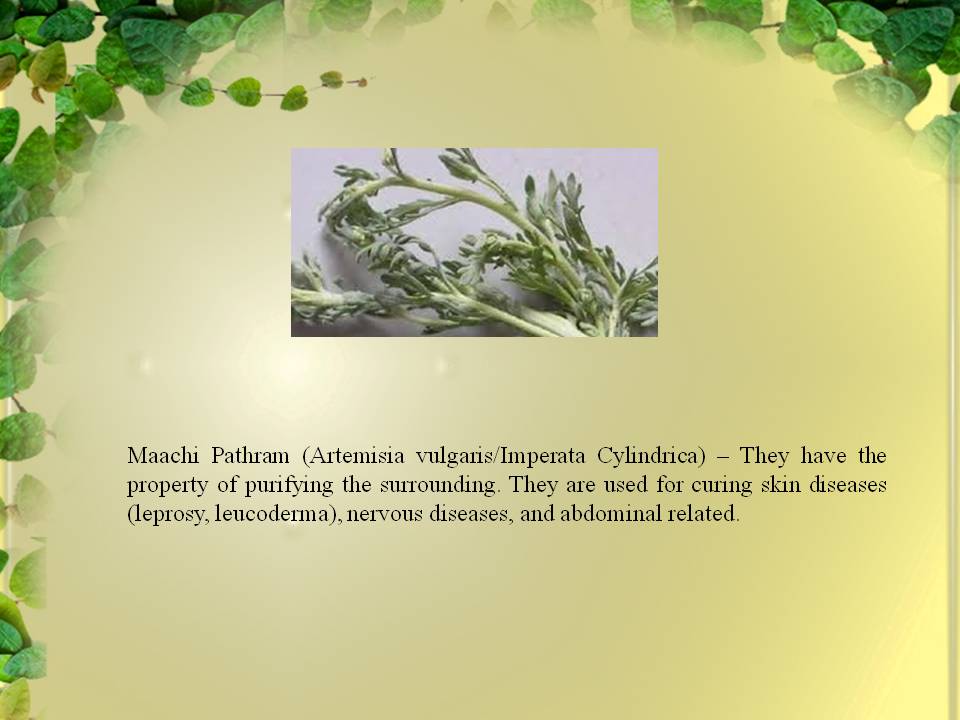 Maachi Pathram (Artemisia vulgaris/Imperata Cylindrica) – They have the
property of purifying the surrounding. They are used for curing skin diseases
(leprosy, leucoderma), nervous diseases, and abdominal related.